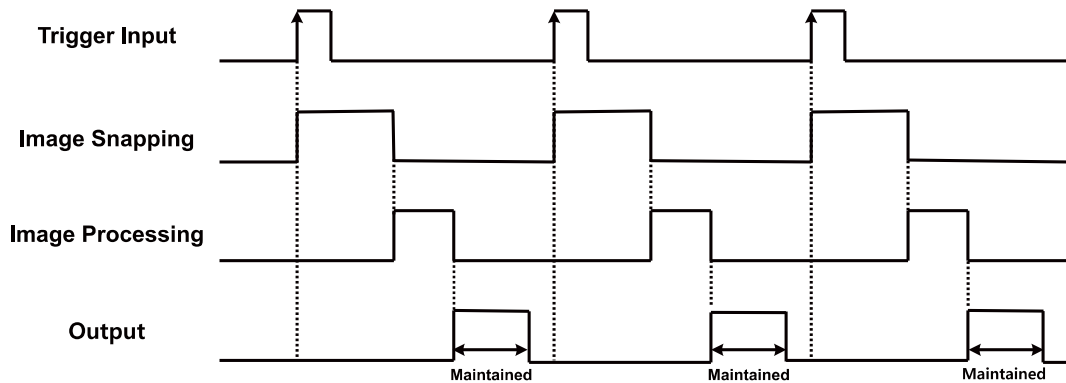 Trigger Input
Image Snapping
Image Processing
Output
Maintained
Maintained
Maintained